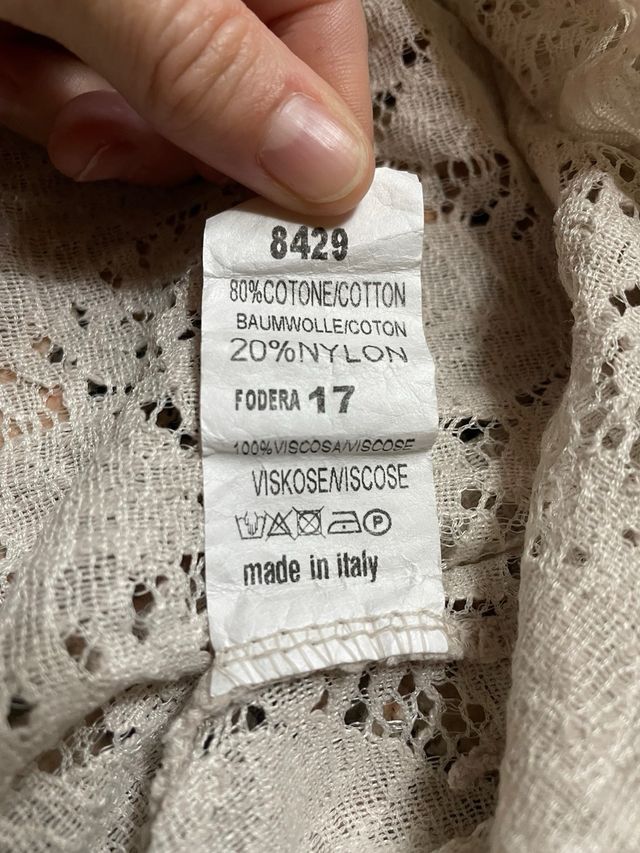 8429
80%COTONE/COTTON
BAUMWOLLE/COTON
20%NYLON
FODERA 17
100%VISCOSA/VISCOSE
VISKOSE/VISCOSE
P
made in italy